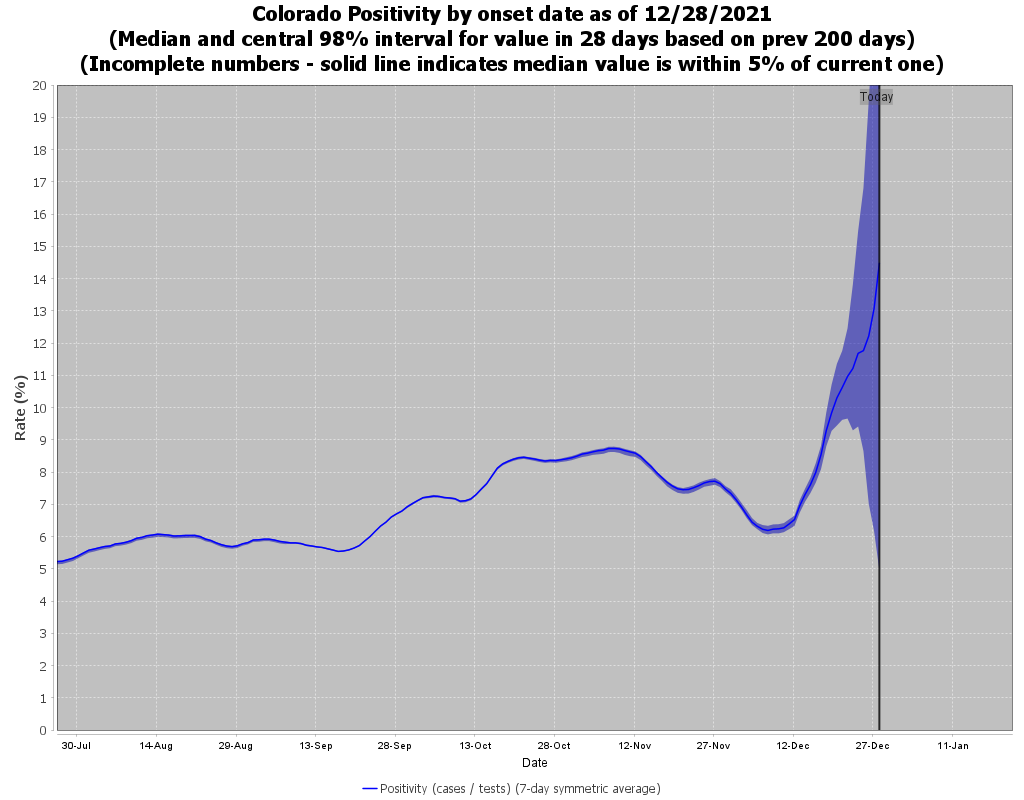 Colorado Positivity by onset date as of 12/28/2021
(Median and central 98% interval for value in 28 days based on prev 200 days)
(Incomplete numbers - solid line indicates median value is within 5% of current one)
Today
20
19
18
17
16
15
14
13
12
11
10
9
8
7
6
5
4
3
2
1
0
Rate (%)
30-Jul 14-Aug 29-Aug 13-Sep 28-Sep 13-Oct 28-Oct 12-Nov 27-Nov 12-Dec 27-Dec 11-Jan
Date
Positivity (cases / tests) (7-day symmetric average)